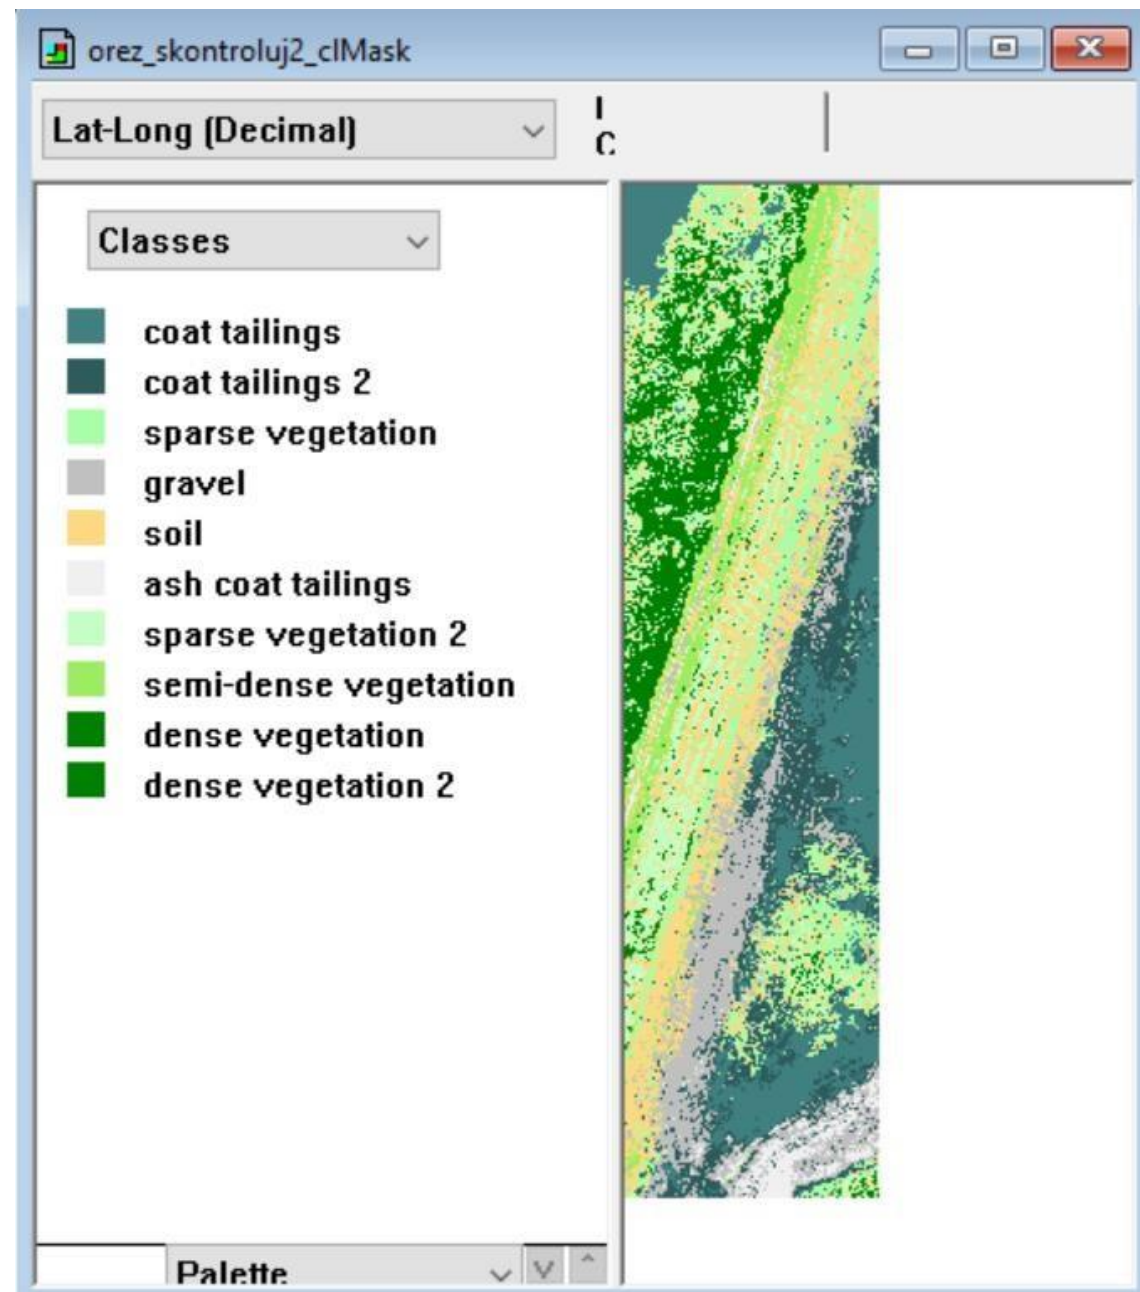 orez_skontroluj2_clMask
Lat-Long (Decimal)
Classes
coat tailings
coat tailings 2
sparse vegetation
gravel
soil
ash coat tailings
sparse vegetation 2
semi-dense vegetation
dense vegetation
dense vegetation 2
Palette